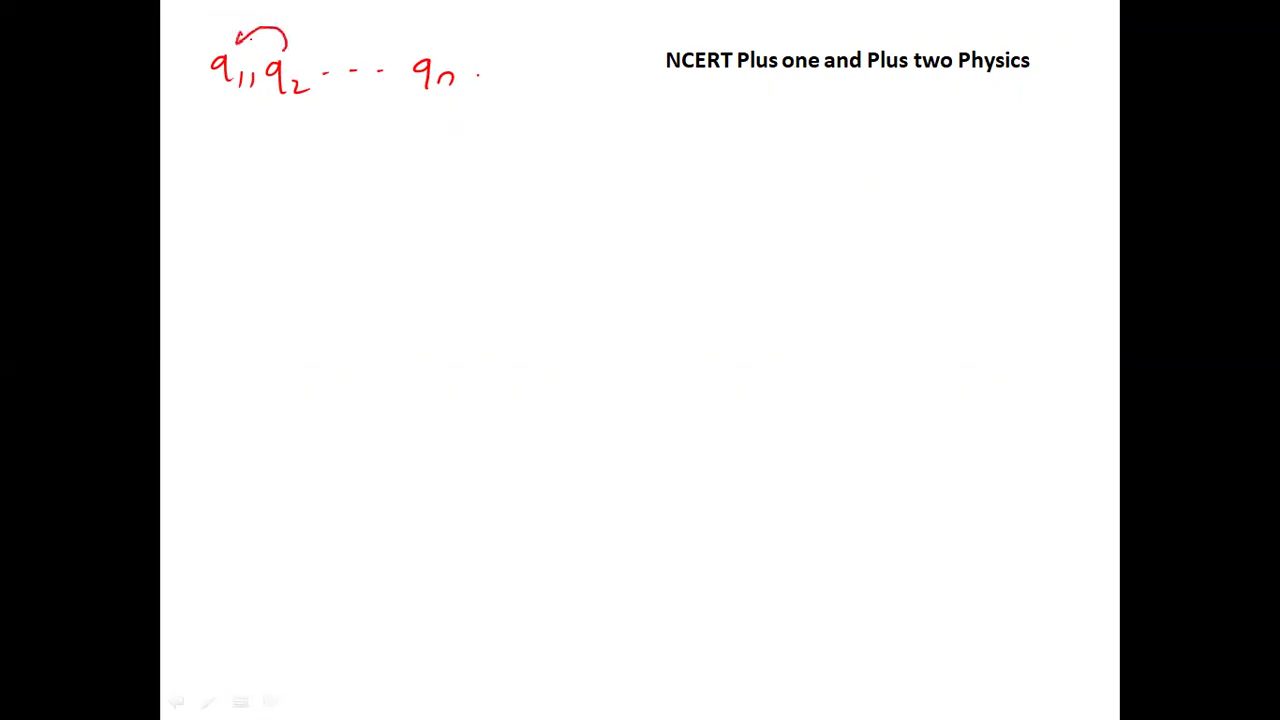 q1, q2 - - - qn .
NCERT Plus one and Plus two Physics